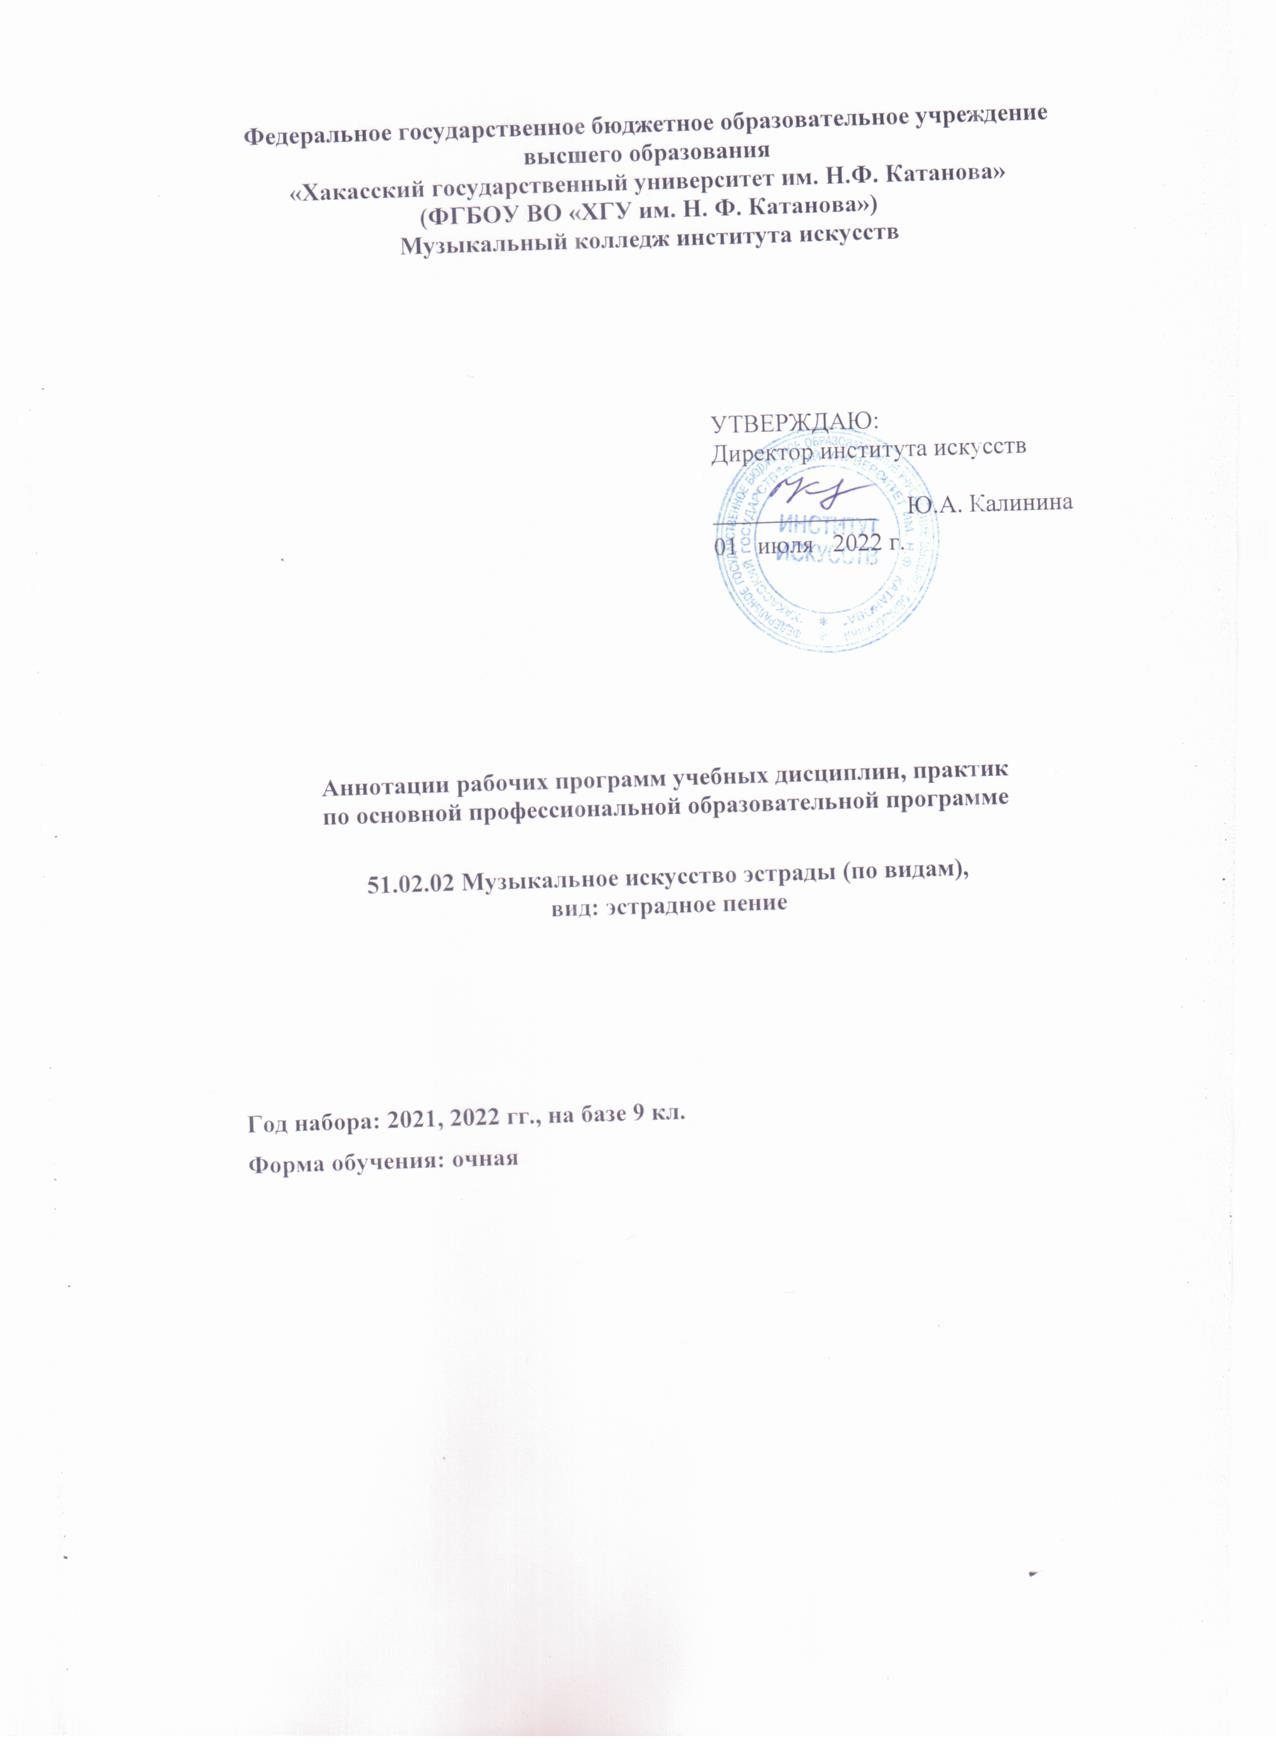 Федеральное государственное бюджетное образовательное учреждение
высшего образования
«Хакасский государственный университет им. Н.Ф. Катанова»
(ФГБОУ ВО «ХГУ им. Н. Ф. Катанова»)
Музыкальный колледж института искусств
УТВЕРЖДАЮ:
Директор института искусств
Ю.А. Калинина
01 июля 2022 г.
ИНСТИТУТ
ИСКУССТВ
Аннотации рабочих программ учебных дисциплин, практик
по основной профессиональной образовательной программе
51.02.02 Музыкальное искусство эстрады (по видам),
вид: эстрадное пение
Год набора: 2021, 2022 гг., на базе 9 кл.
Форма обучения: очная